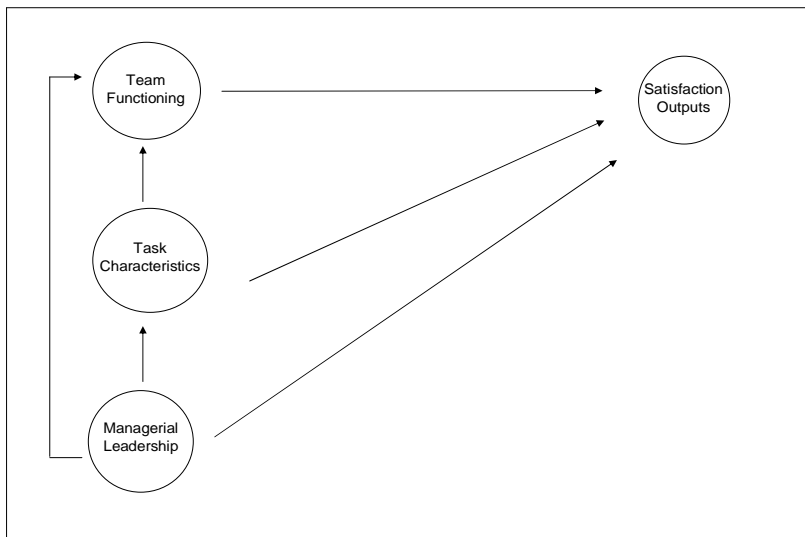 Team
Functioning
Satisfaction
Outputs
Task
Characteristics
Managerial
Leadership